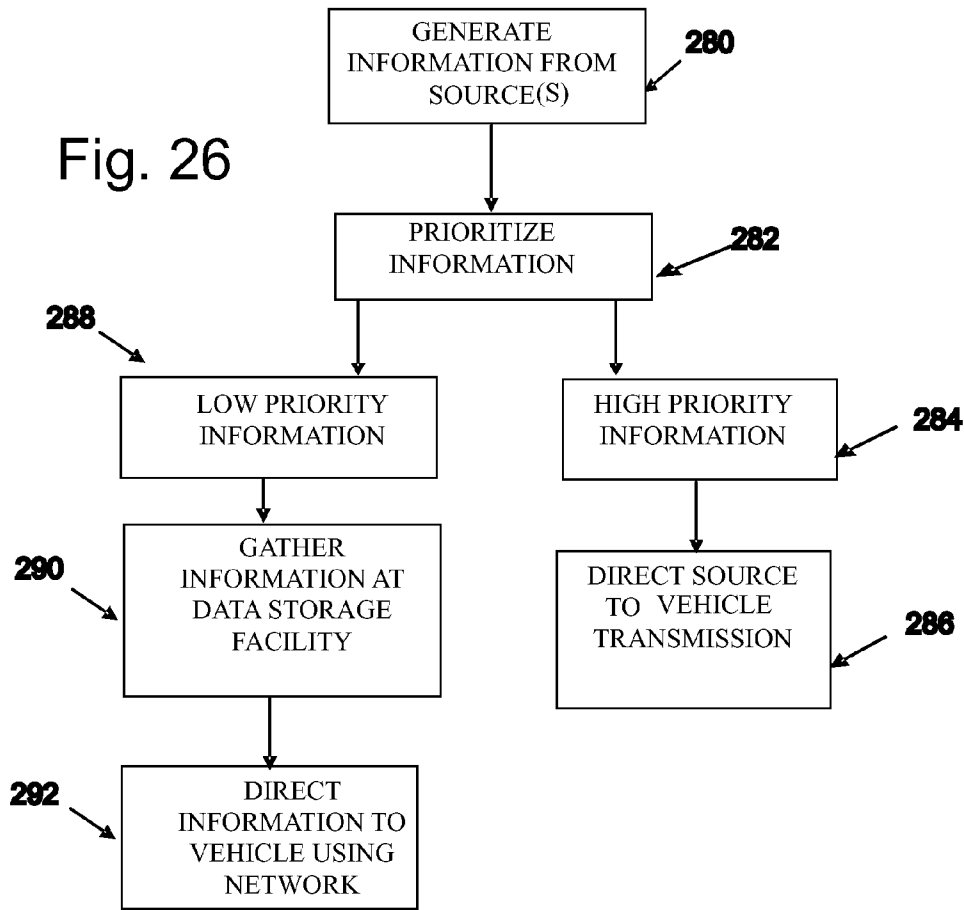 GENERATE
INFORMATION FROM
SOURCE(S)
280
Fig. 26
PRIORITIZE
INFORMATION
282
288
LOW PRIORITY
INFORMATION
HIGH PRIORITY
INFORMATION
284
290
GATHER
INFORMATION AT
DATA STORAGE
FACILITY
DIRECT SOURCE
TO VEHICLE
TRANSMISSION
286
292
DIRECT
INFORMATION TO
VEHICLE USING
NETWORK